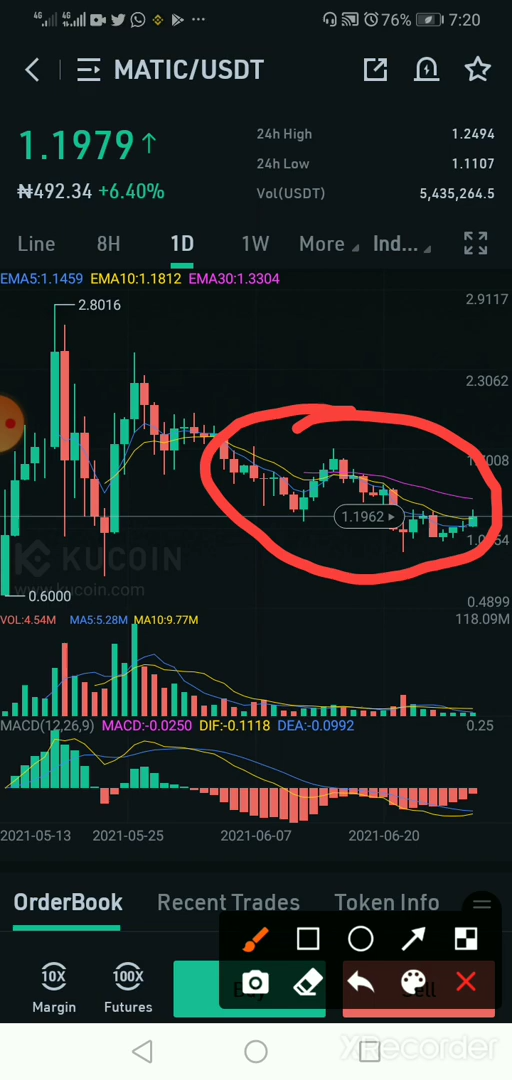 4G 4G 76% 7:20
MATIC/USDT
1.1979↑
₦492.34 +6.40%
24h High 1.2494
24h Low 1.1107
Vol(USDT) 5,435,264.5
Line 8H 1D 1W More Ind...
EMA5:1.1459 EMA10:1.1812 EMA30:1.3304
2.9117
2.8016
2.3062
1.1962
KUCOIN
www.kucoin.com
0.6000
0.4899
VOL:4.54M MA5:5.28M MA10:9.77M
118.09M
MACD(12,26,9) MACD:-0.0250 DIF:-0.1118 DEA:-0.0992
0.25
2021-05-13 2021-05-25 2021-06-07 2021-06-20
OrderBook Recent Trades Token Info
10X
Margin
100X
Futures
XRecorder